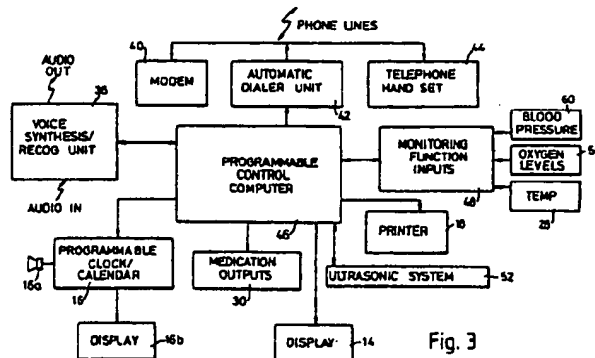 PHONE LINES
40
MODEM
AUTOMATIC
DIALER UNIT
42
44
TELEPHONE
HAND SET
AUDIO
OUT
36
VOICE
SYNTHESIS/
RECOG UNIT
AUDIO IN
PROGRAMMABLE
CONTROL
COMPUTER
46
MONITORING
FUNCTION
INPUTS
48
60
BLOOD
PRESSURE
OXYGEN
LEVELS
5
TEMP
28
PRINTER
18
16a
PROGRAMMABLE
CLOCK/
CALENDAR
16
MEDICATION
OUTPUTS
30
ULTRASONIC SYSTEM
52
DISPLAY
16b
DISPLAY
14
Fig. 3